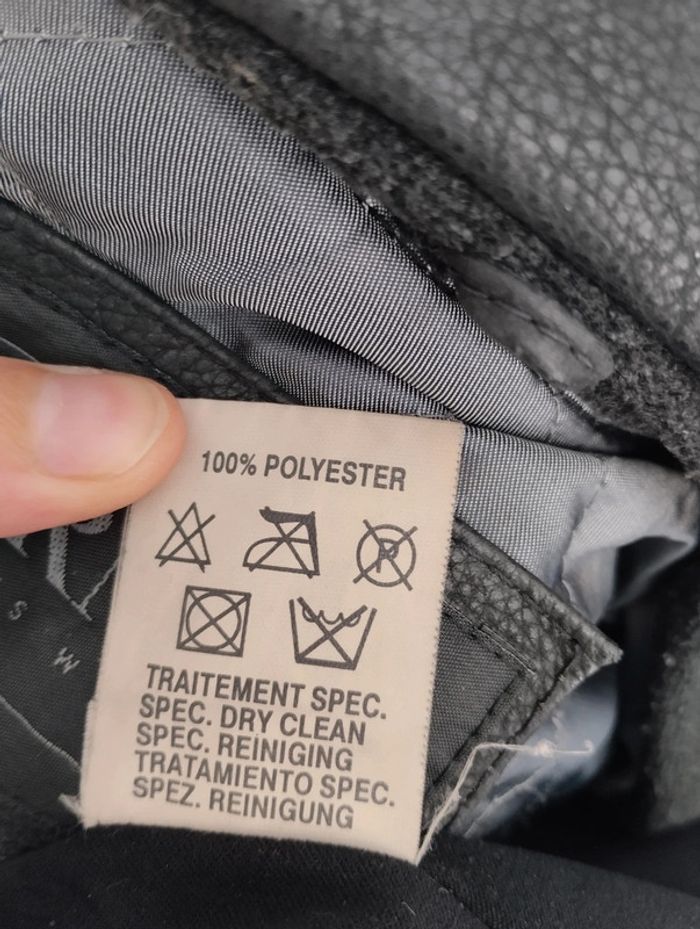 100% POLYESTER
P
TRAITEMENT SPEC.
SPEC. DRY CLEAN
SPEC. REINIGING
TRATAMIENTO SPEC.
SPEZ. REINIGUNG